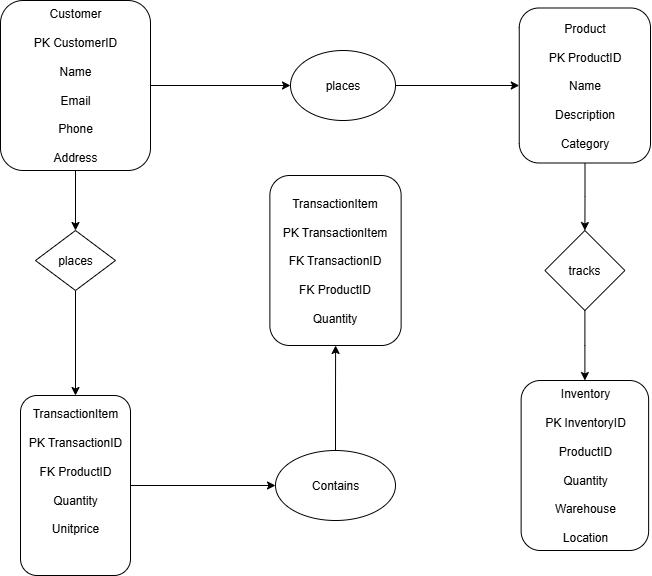 Customer
PK CustomerID
Name
Email
Phone
Address
places
Product
PK ProductID
Name
Description
Category
places
TransactionItem
PK TransactionItem
FK TransactionID
FK ProductID
Quantity
tracks
TransactionItem
PK TransactionID
FK ProductID
Quantity
Unitprice
Contains
Inventory
PK InventoryID
ProductID
Quantity
Warehouse
Location